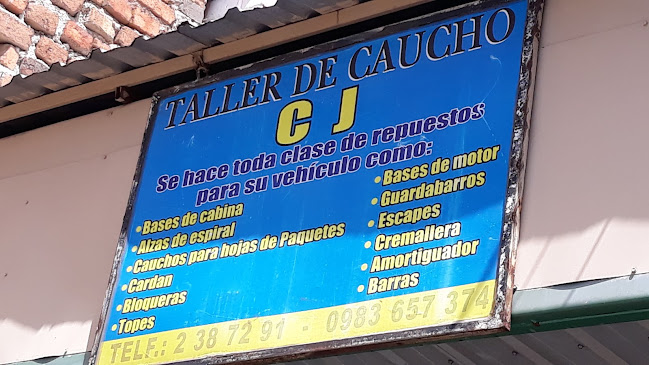 TALLER DE CAUCHO
C J
Se hace toda clase de repuestos
para su vehículo como:
• Bases de cabina
• Alzas de espiral
• Cauchos para hojas de Paquetes
• Cardan
• Bloqueras
• Topes
• Bases de motor
• Guardabarros
• Escapes
• Cremallera
• Amortiguador
• Barras
TELF.: 2 38 72 91 - 0983 657 374